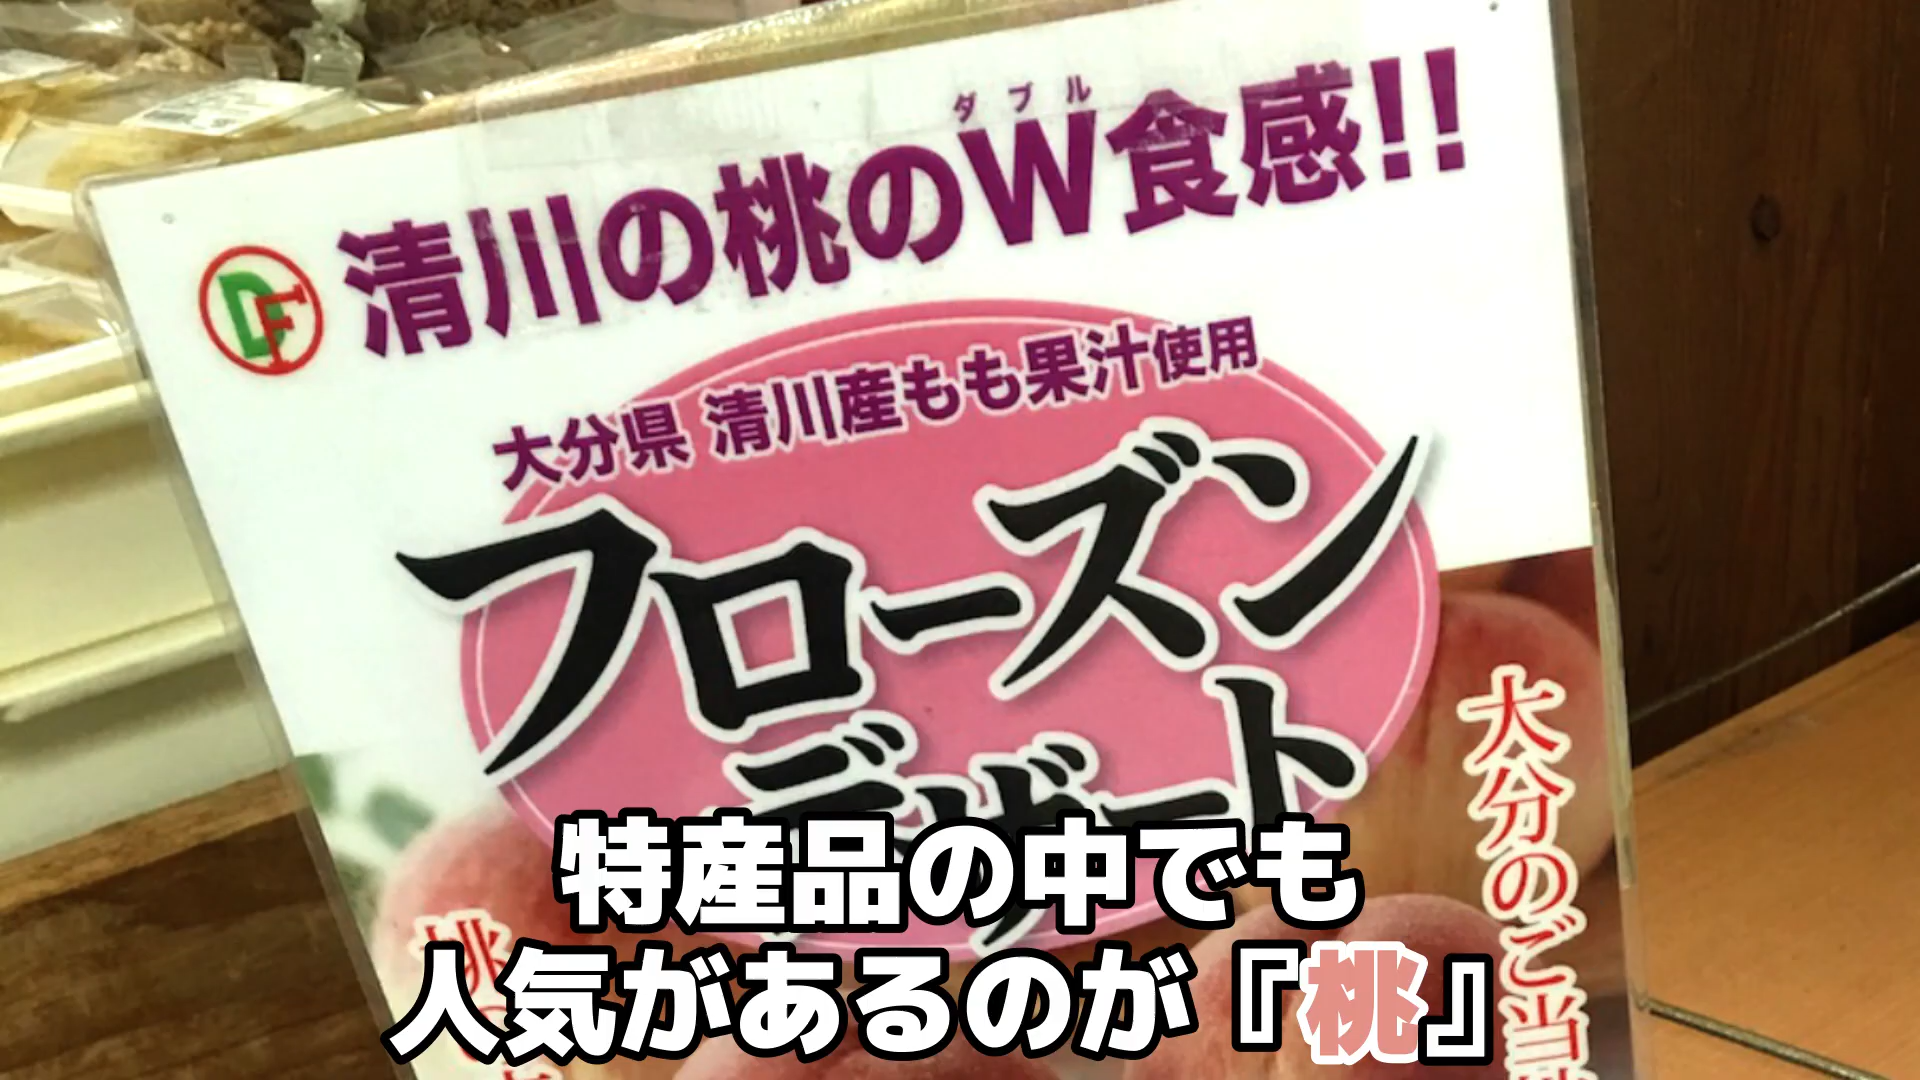 ダブル
清川の桃のW食感!!
DF
大分県 清川産もも果汁使用
フローズン
デザート
大分のご当
特産品の中でも
人気があるのが『桃』